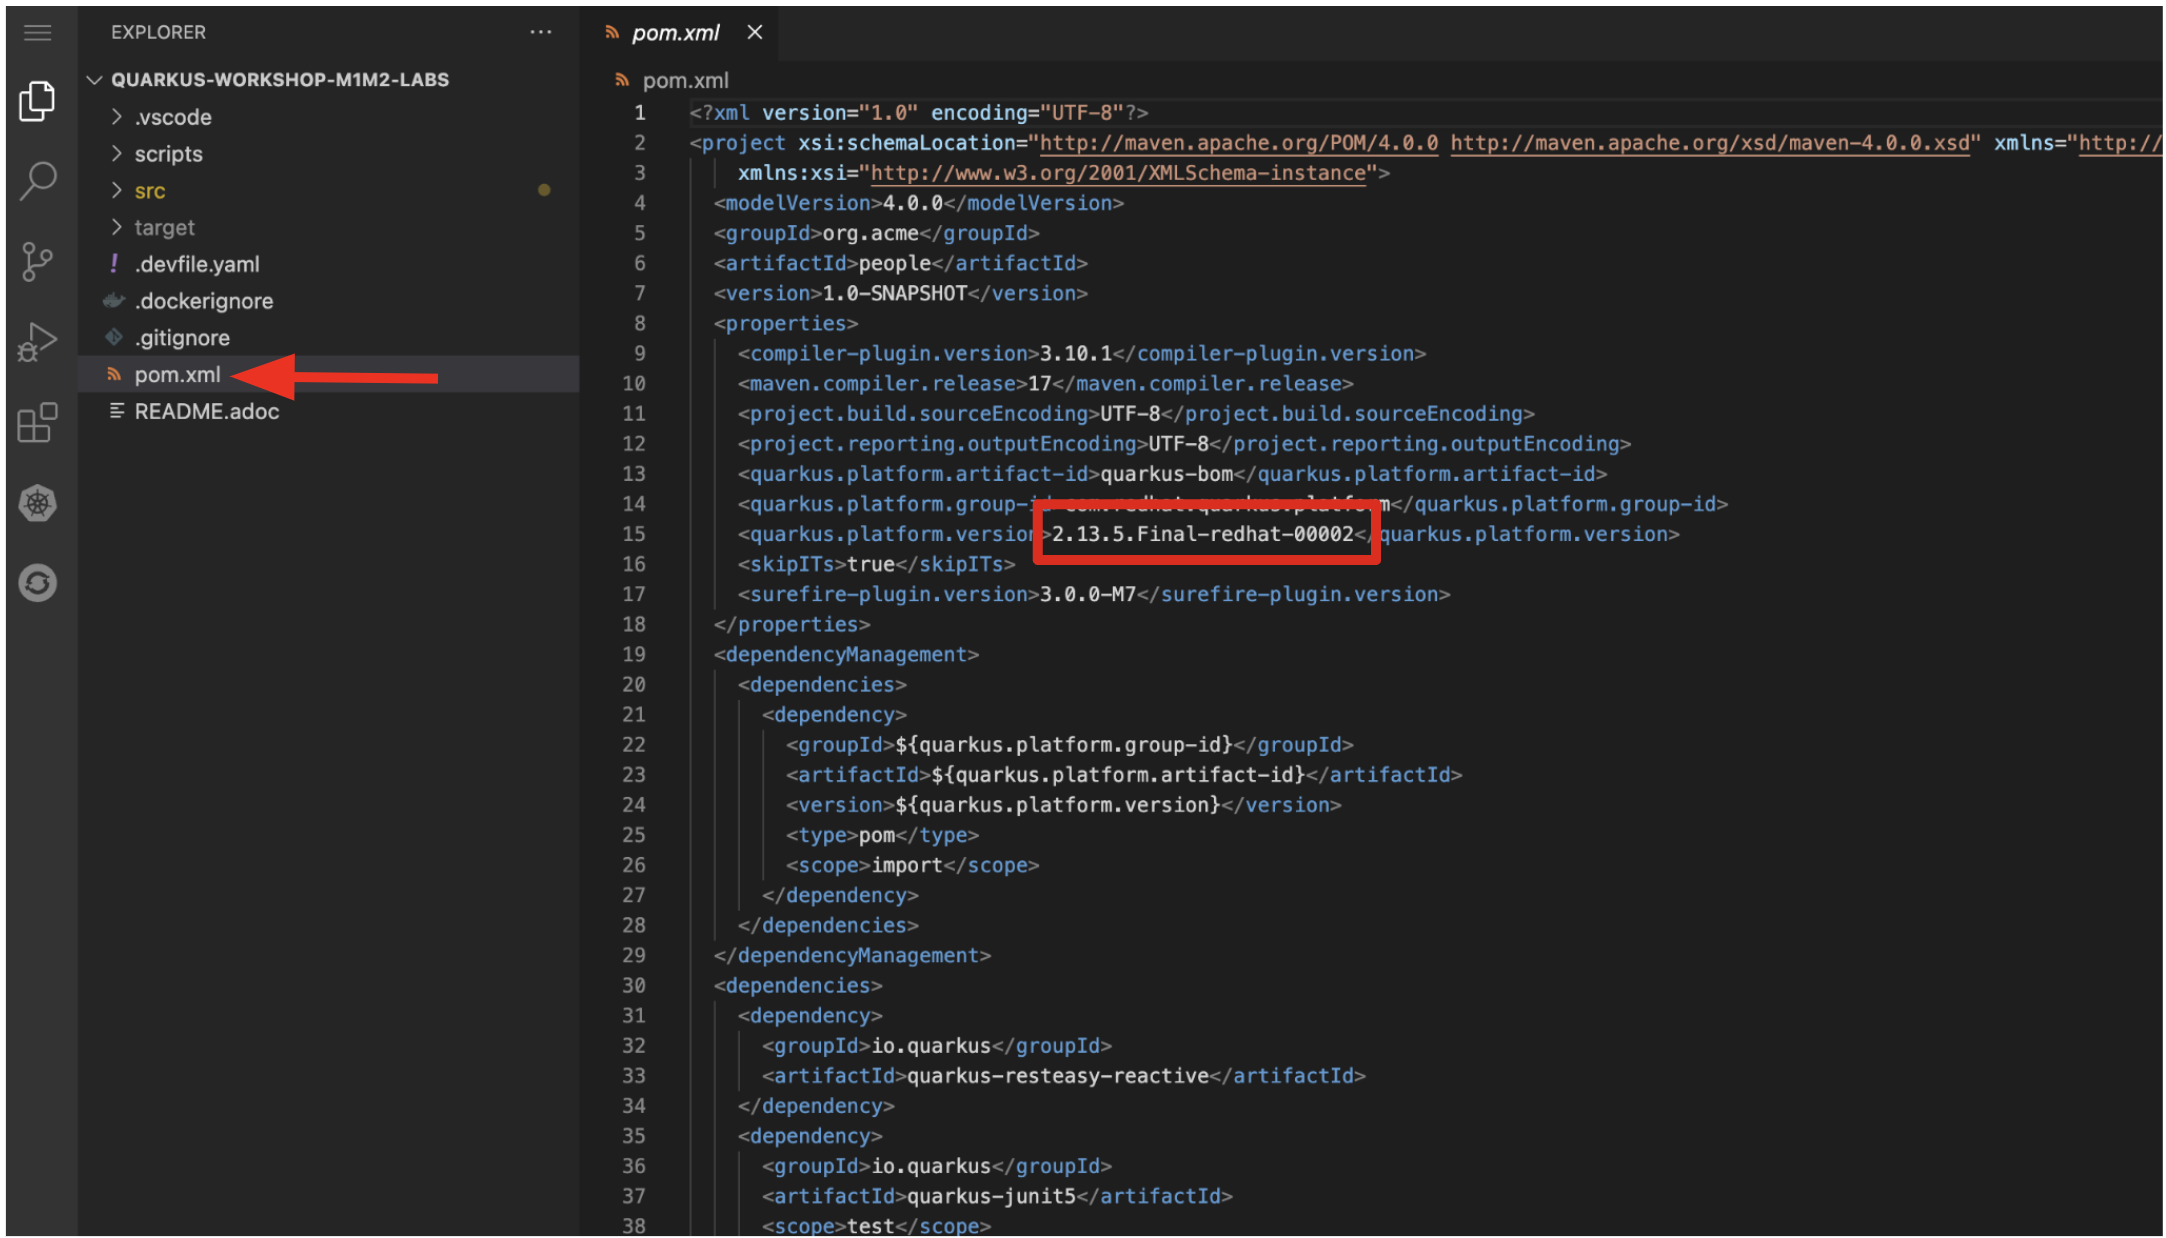 EXPLORER
QUARKUS-WORKSHOP-M1M2-LABS
.vscode
scripts
src
target
.devfile.yaml
.dockerignore
.gitignore
pom.xml
README.adoc
pom.xml
pom.xml
1 <?xml version="1.0" encoding="UTF-8"?>
2 <project xsi:schemaLocation="http://maven.apache.org/POM/4.0.0 http://maven.apache.org/xsd/maven-4.0.0.xsd" xmlns="http://
3 xmlns:xsi="http://www.w3.org/2001/XMLSchema-instance">
4 <modelVersion>4.0.0</modelVersion>
5 <groupId>org.acme</groupId>
6 <artifactId>people</artifactId>
7 <version>1.0-SNAPSHOT</version>
8 <properties>
9 <compiler-plugin.version>3.10.1</compiler-plugin.version>
10 <maven.compiler.release>17</maven.compiler.release>
11 <project.build.sourceEncoding>UTF-8</project.build.sourceEncoding>
12 <project.reporting.outputEncoding>UTF-8</project.reporting.outputEncoding>
13 <quarkus.platform.artifact-id>quarkus-bom</quarkus.platform.artifact-id>
14 <quarkus.platform.group-id>com.redhat.quarkus.platform</quarkus.platform.group-id>
15 <quarkus.platform.version>2.13.5.Final-redhat-00002</quarkus.platform.version>
16 <skipITs>true</skipITs>
17 <surefire-plugin.version>3.0.0-M7</surefire-plugin.version>
18 </properties>
19 <dependencyManagement>
20 <dependencies>
21 <dependency>
22 <groupId>${quarkus.platform.group-id}</groupId>
23 <artifactId>${quarkus.platform.artifact-id}</artifactId>
24 <version>${quarkus.platform.version}</version>
25 <type>pom</type>
26 <scope>import</scope>
27 </dependency>
28 </dependencies>
29 </dependencyManagement>
30 <dependencies>
31 <dependency>
32 <groupId>io.quarkus</groupId>
33 <artifactId>quarkus-resteasy-reactive</artifactId>
34 </dependency>
35 <dependency>
36 <groupId>io.quarkus</groupId>
37 <artifactId>quarkus-junit5</artifactId>
38 <scope>test</scope>